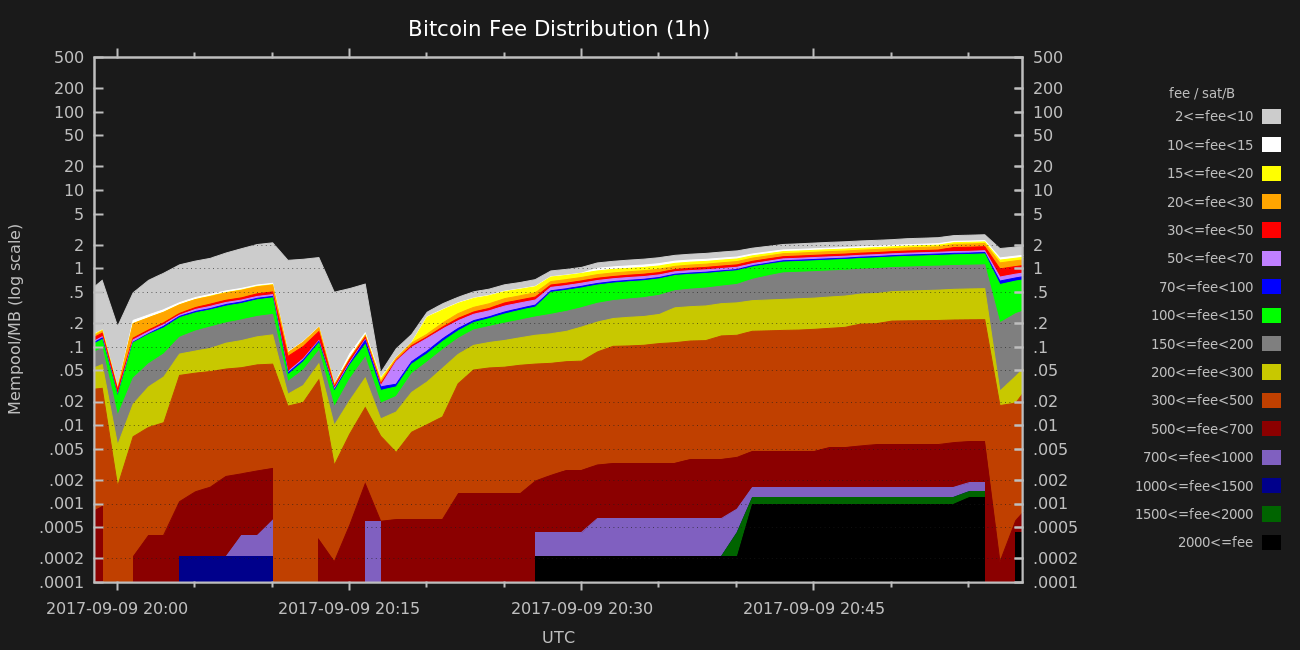 Bitcoin Fee Distribution (1h)
500 500
200 200
100 100
50 50
20 20
10 10
5 5
2 2
1 1
.5 .5
.2 .2
.1 .1
.05 .05
.02 .02
.01 .01
.005 .005
.002 .002
.001 .001
.0005 .0005
.0002 .0002
.0001 .0001
Mempool/MB (log scale)
2017-09-09 20:00 2017-09-09 20:15 2017-09-09 20:30 2017-09-09 20:45
UTC
fee / sat/B
2<=fee<10
10<=fee<15
15<=fee<20
20<=fee<30
30<=fee<50
50<=fee<70
70<=fee<100
100<=fee<150
150<=fee<200
200<=fee<300
300<=fee<500
500<=fee<700
700<=fee<1000
1000<=fee<1500
1500<=fee<2000
2000<=fee